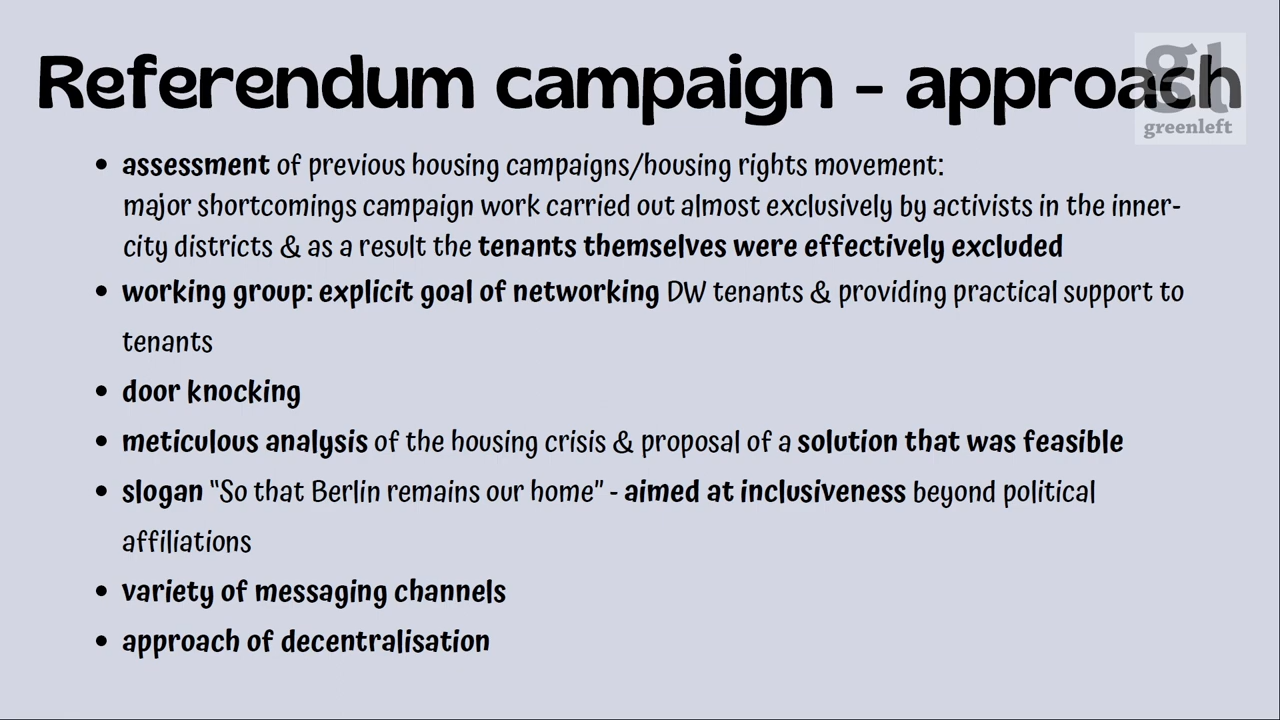 Referendum campaign - approach
gl
greenleft
• assessment of previous housing campaigns/housing rights movement:
major shortcomings campaign work carried out almost exclusively by activists in the inner-
city districts & as a result the tenants themselves were effectively excluded
• working group: explicit goal of networking DW tenants & providing practical support to
tenants
• door knocking
• meticulous analysis of the housing crisis & proposal of a solution that was feasible
• slogan "So that Berlin remains our home" - aimed at inclusiveness beyond political
affiliations
• variety of messaging channels
• approach of decentralisation